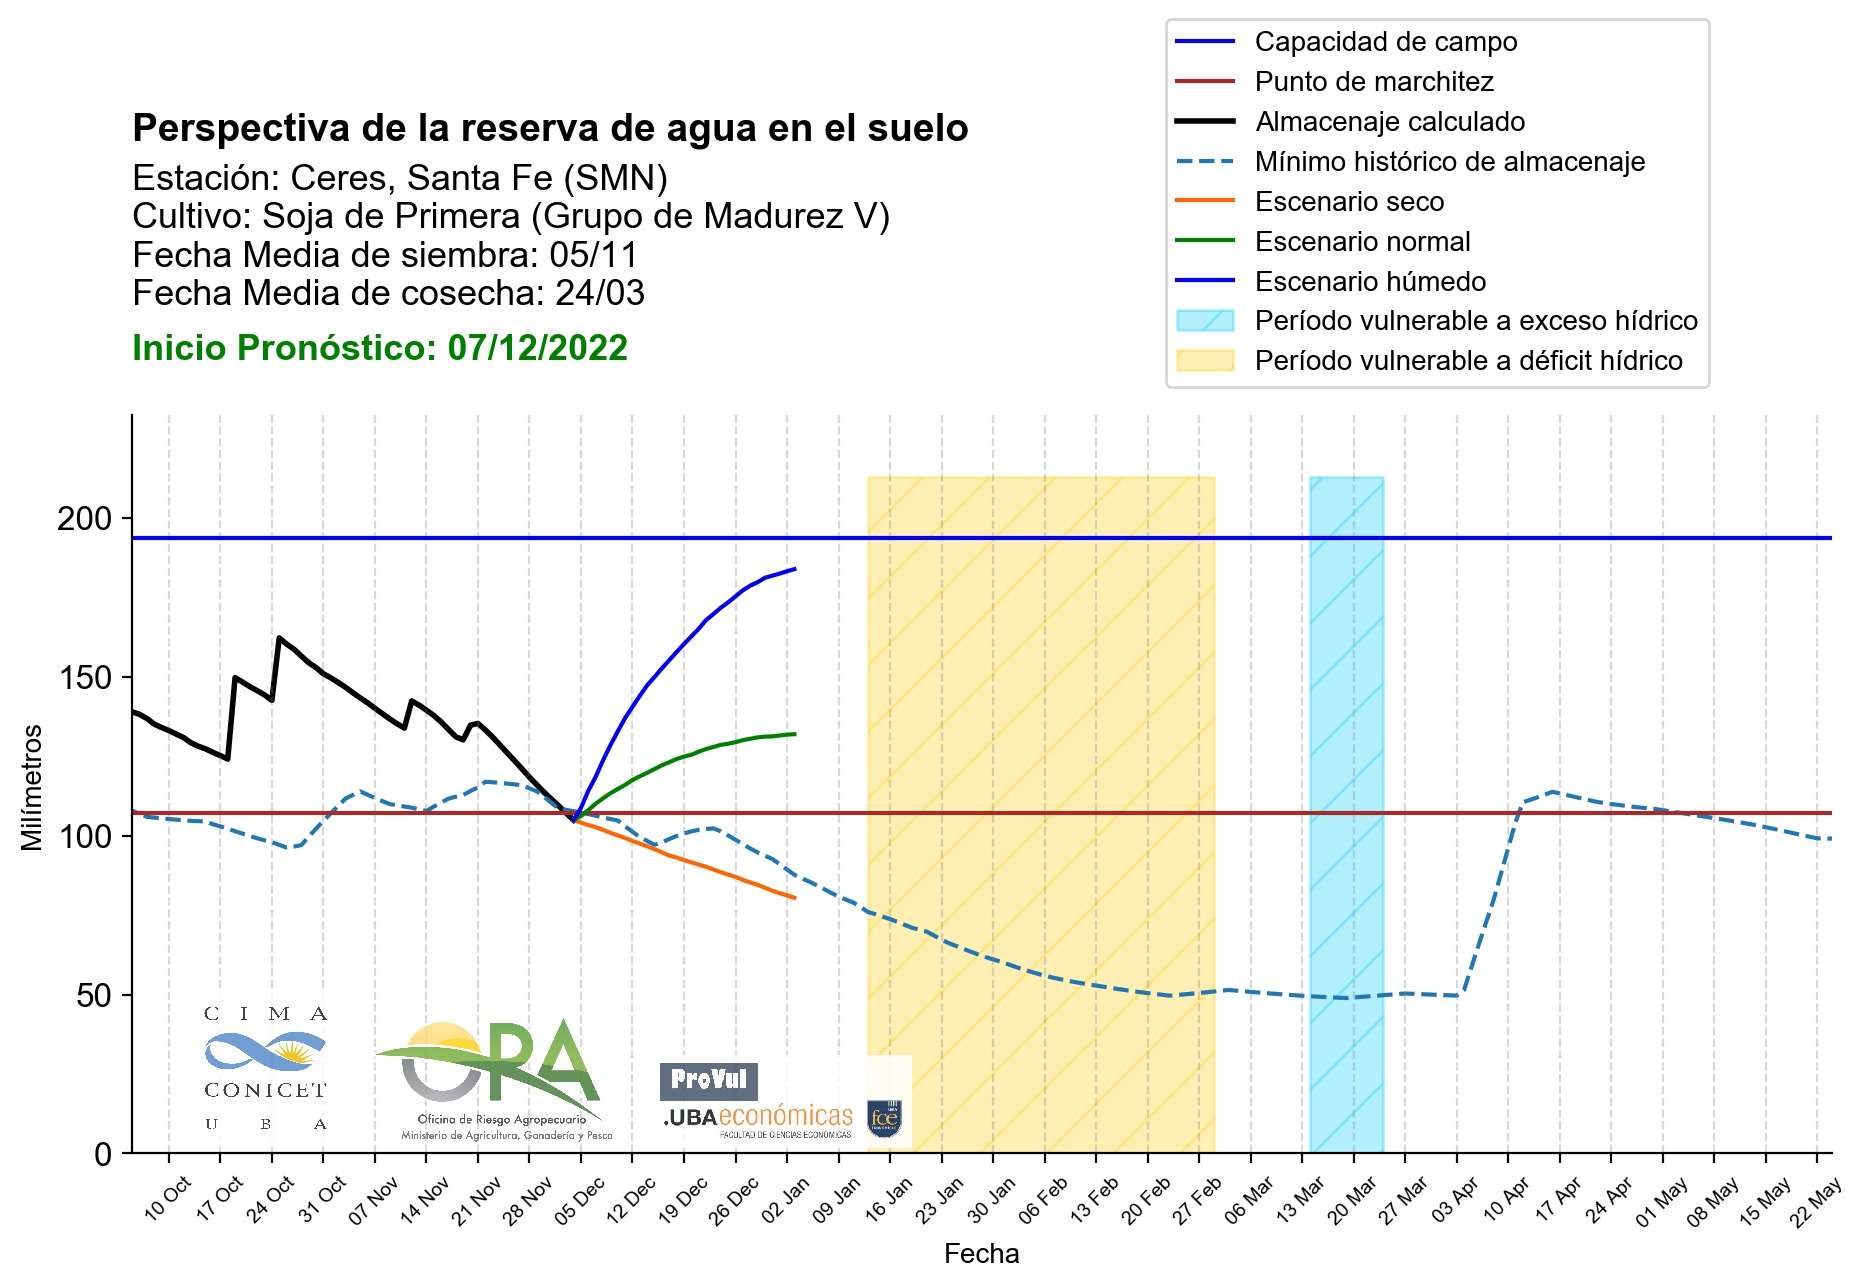 Capacidad de campo
Punto de marchitez
Almacenaje calculado
Mínimo histórico de almacenaje
Escenario seco
Escenario normal
Escenario húmedo
Período vulnerable a exceso hídrico
Período vulnerable a déficit hídrico
Perspectiva de la reserva de agua en el suelo
Estación: Ceres, Santa Fe (SMN)
Cultivo: Soja de Primera (Grupo de Madurez V)
Fecha Media de siembra: 05/11
Fecha Media de cosecha: 24/03
Inicio Pronóstico: 07/12/2022
Milímetros
200
150
100
50
0
CIMA
CONICET
UBA
ORA
Oficina de Riesgo Agropecuario
Ministerio de Agricultura, Ganadería y Pesca
ProVul
.UBAeconómicas
FACULTAD DE CIENCIAS ECONÓMICAS
UBA
fce
ECONÓMICAS
10 Oct
17 Oct
24 Oct
31 Oct
07 Nov
14 Nov
21 Nov
28 Nov
05 Dec
12 Dec
19 Dec
26 Dec
02 Jan
09 Jan
16 Jan
23 Jan
30 Jan
06 Feb
13 Feb
20 Feb
27 Feb
06 Mar
13 Mar
20 Mar
27 Mar
03 Apr
10 Apr
17 Apr
24 Apr
01 May
08 May
15 May
22 May
Fecha